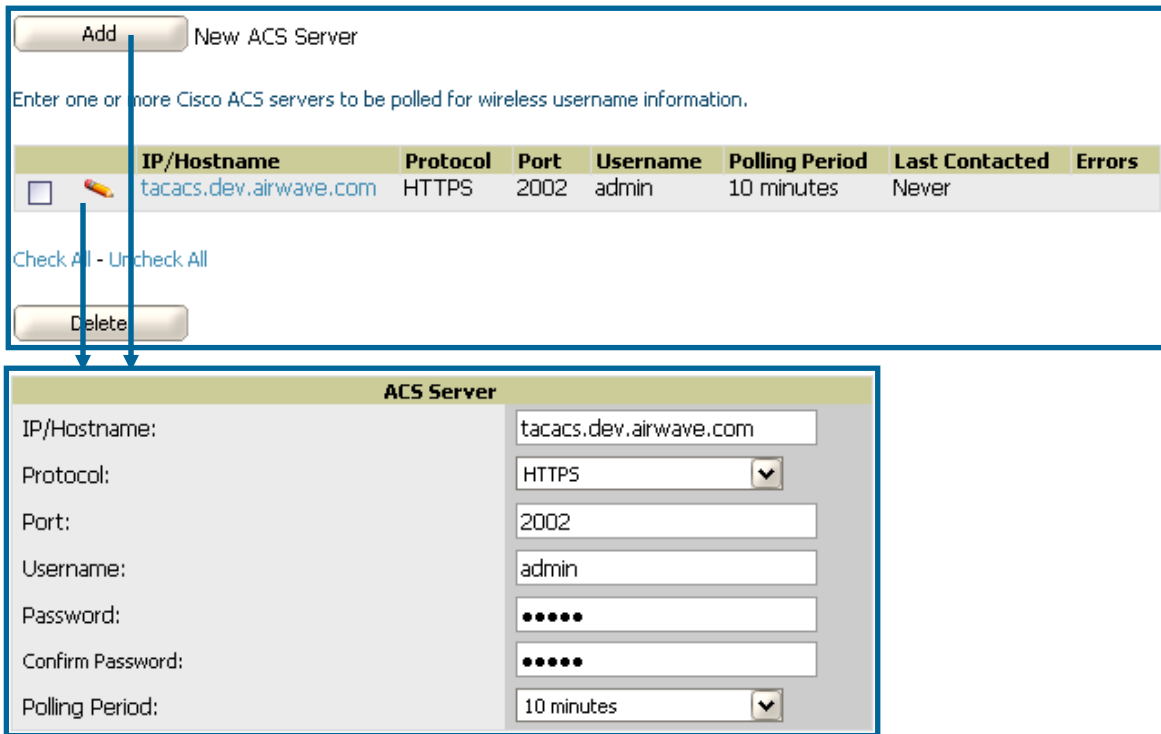 Add New ACS Server
Enter one or more Cisco ACS servers to be polled for wireless username information.
IP/Hostname Protocol Port Username Polling Period Last Contacted Errors
tacacs.dev.airwave.com HTTPS 2002 admin 10 minutes Never
Check All - Uncheck All
Delete
ACS Server
IP/Hostname: tacacs.dev.airwave.com
Protocol: HTTPS
Port: 2002
Username: admin
Password: •••••
Confirm Password: •••••
Polling Period: 10 minutes